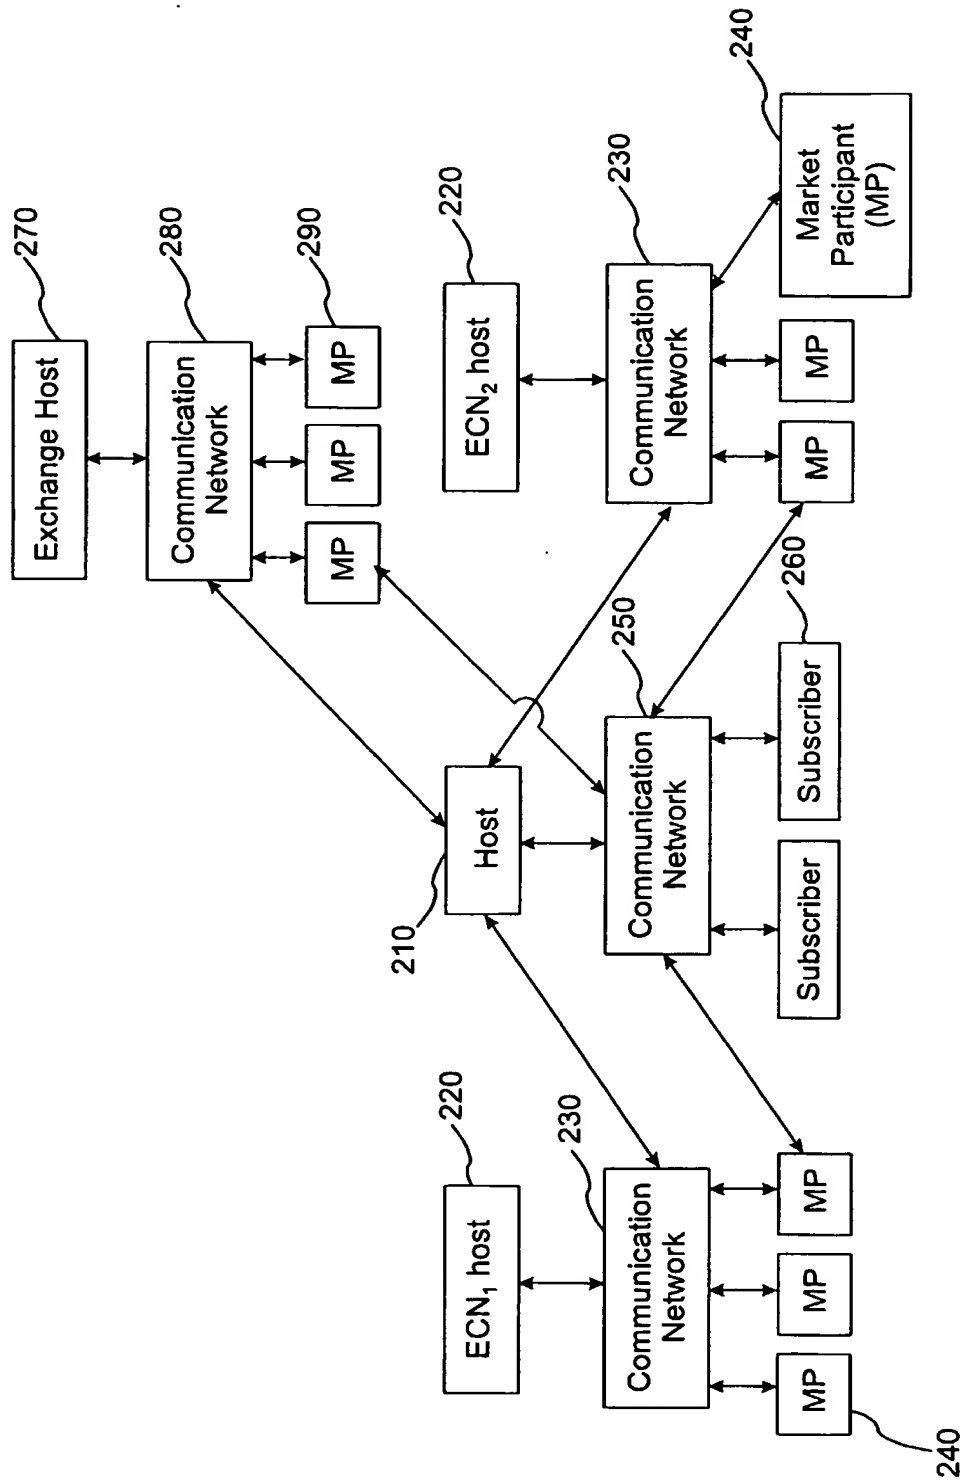 270
Exchange Host
280
Communication
Network
290
MP
MP
MP
220
ECN₁ host
230
Communication
Network
MP
MP
MP
240
210
Host
250
Communication
Network
Subscriber
Subscriber
260
220
ECN₂ host
230
Communication
Network
MP
MP
240
Market
Participant
(MP)